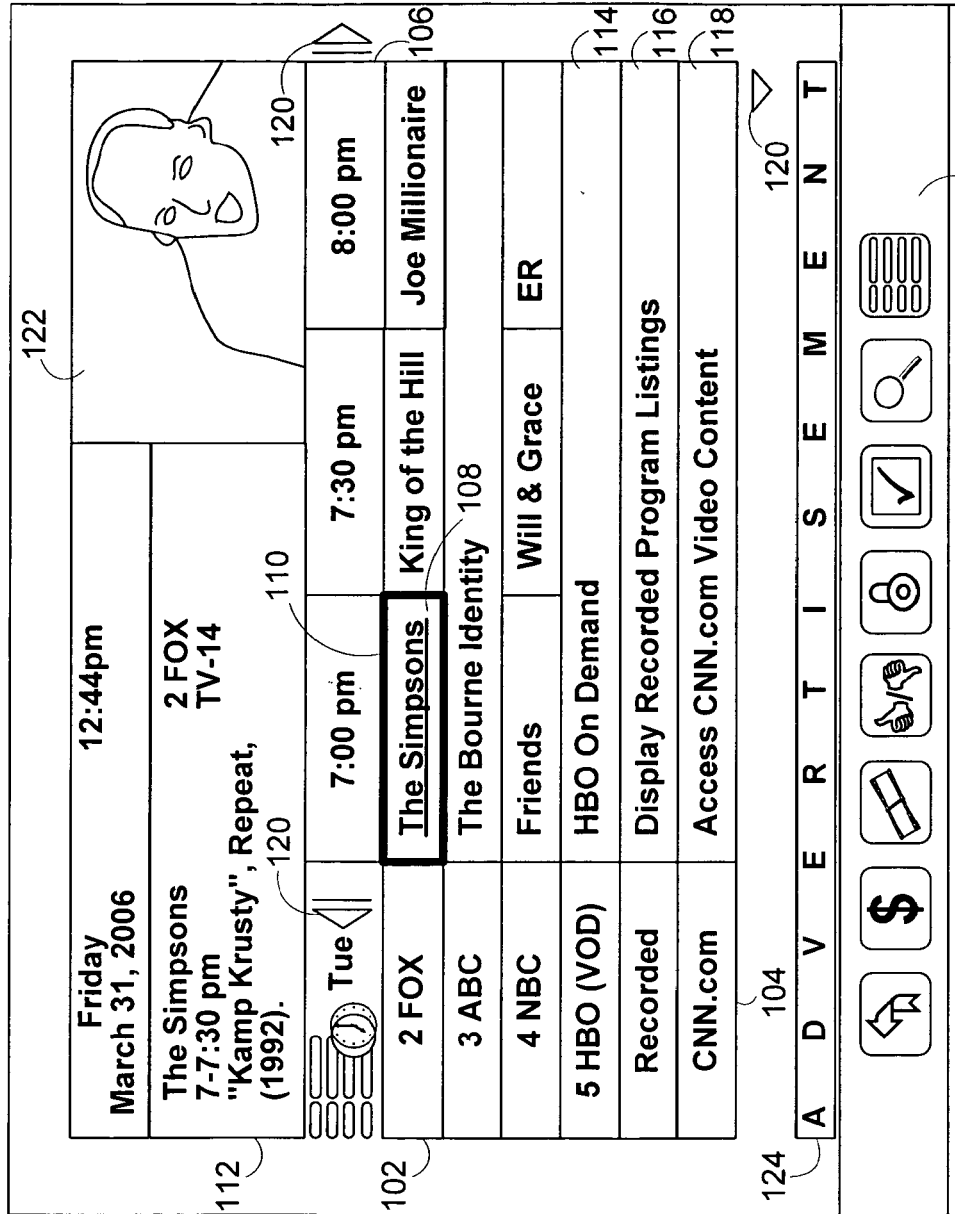 122
Friday 12:44pm
March 31, 2006
The Simpsons 2 FOX
7-7:30 pm TV-14
"Kamp Krusty", Repeat,
(1992).
112
110
120
120
Tue 7:00 pm 7:30 pm 8:00 pm
106
102
2 FOX The Simpsons King of the Hill Joe Millionaire
108
3 ABC The Bourne Identity
4 NBC Friends Will & Grace ER
5 HBO (VOD) HBO On Demand
114
Recorded Display Recorded Program Listings
116
CNN.com Access CNN.com Video Content
118
104
120
124
A D V E R T I S E M E N T
$